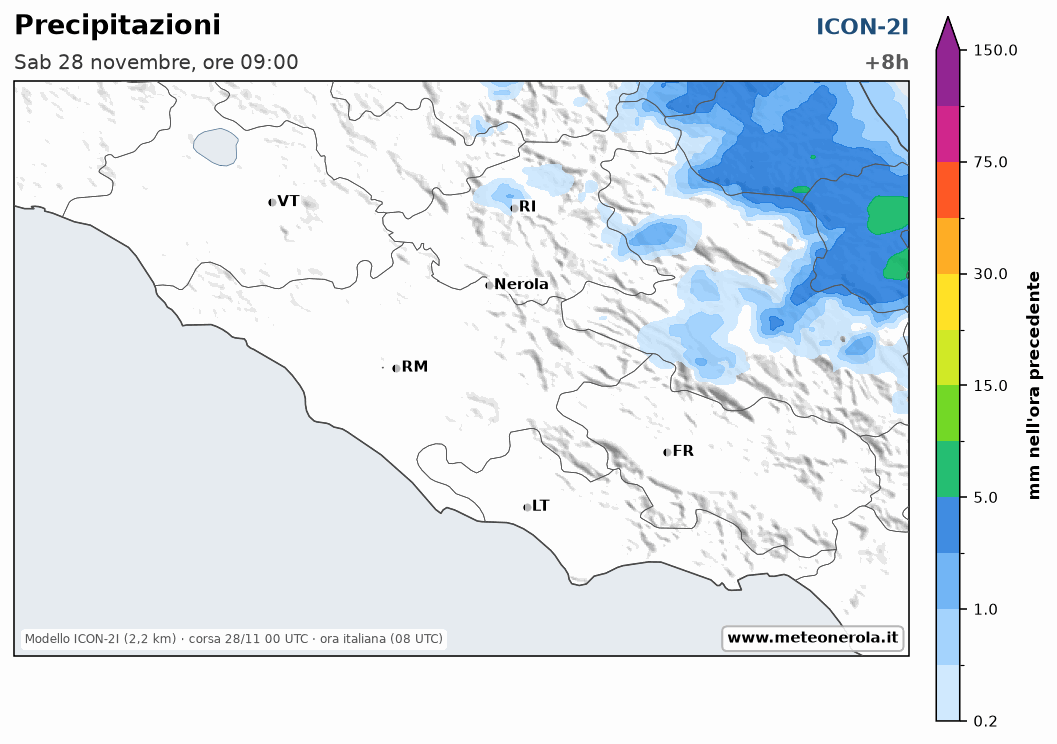 Precipitazioni
ICON-2I
Sab 28 novembre, ore 09:00
+8h
150.0
75.0
30.0
15.0
5.0
1.0
0.2
mm nell'ora precedente
VT
RI
Nerola
RM
FR
LT
Modello ICON-2I (2,2 km) · corsa 28/11 00 UTC · ora italiana (08 UTC)
www.meteonerola.it